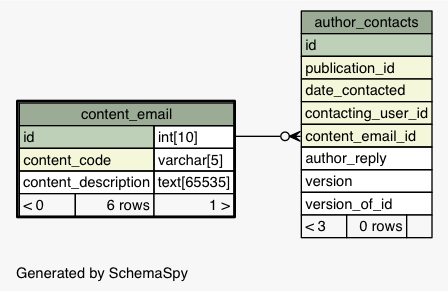 author_contacts
id
publication_id
date_contacted
contacting_user_id
content_email_id
author_reply
version
version_of_id
< 3 0 rows
content_email
id int[10]
content_code varchar[5]
content_description text[65535]
< 0 6 rows 1 >
Generated by SchemaSpy